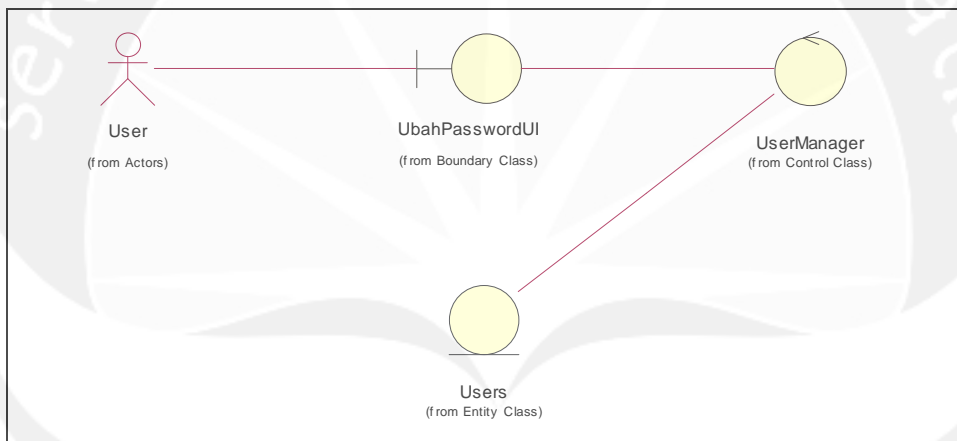 User
(from Actors)
UbahPasswordUI
(from Boundary Class)
UserManager
(from Control Class)
Users
(from Entity Class)